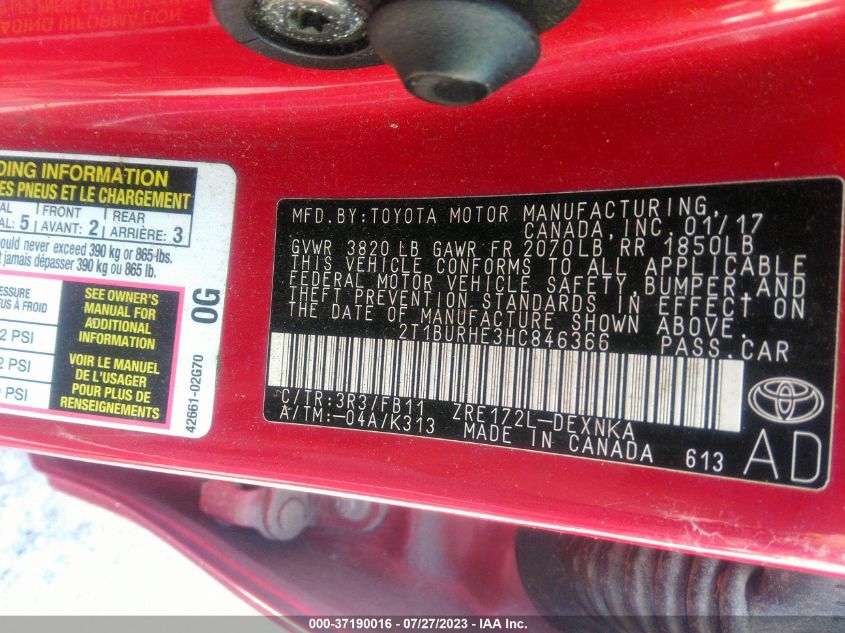 DING INFORMATION
ES PNEUS ET LE CHARGEMENT
FRONT REAR
AL: 5 AVANT: 2 ARRIÈRE: 3
ould never exceed 390 kg or 865 lbs.
t jamais dépasser 390 kg ou 865 lb.
SEE OWNER'S
MANUAL FOR
ADDITIONAL
INFORMATION
VOIR LE MANUEL
DE L'USAGER
POUR PLUS DE
RENSEIGNEMENTS
2 PSI
2 PSI
PSI
0G
42661-02G70
MFD.BY:TOYOTA MOTOR MANUFACTURING,
CANADA, INC. 01/17
GVWR 3820 LB GAWR FR 2070LB, RR 1850LB
THIS VEHICLE CONFORMS TO ALL APPLICABLE
FEDERAL MOTOR VEHICLE SAFETY, BUMPER, AND
THEFT PREVENTION STANDARDS IN EFFECT ON
THE DATE OF MANUFACTURE SHOWN ABOVE.
2T1BURHE3HC846366 PASS.CAR
C/TR:3R3/FB11 ZRE172L-DEXNKA
A/TM:-04A/K313 MADE IN CANADA 613
AD
000-37190016 / 07/27/2023 - IAA Inc.